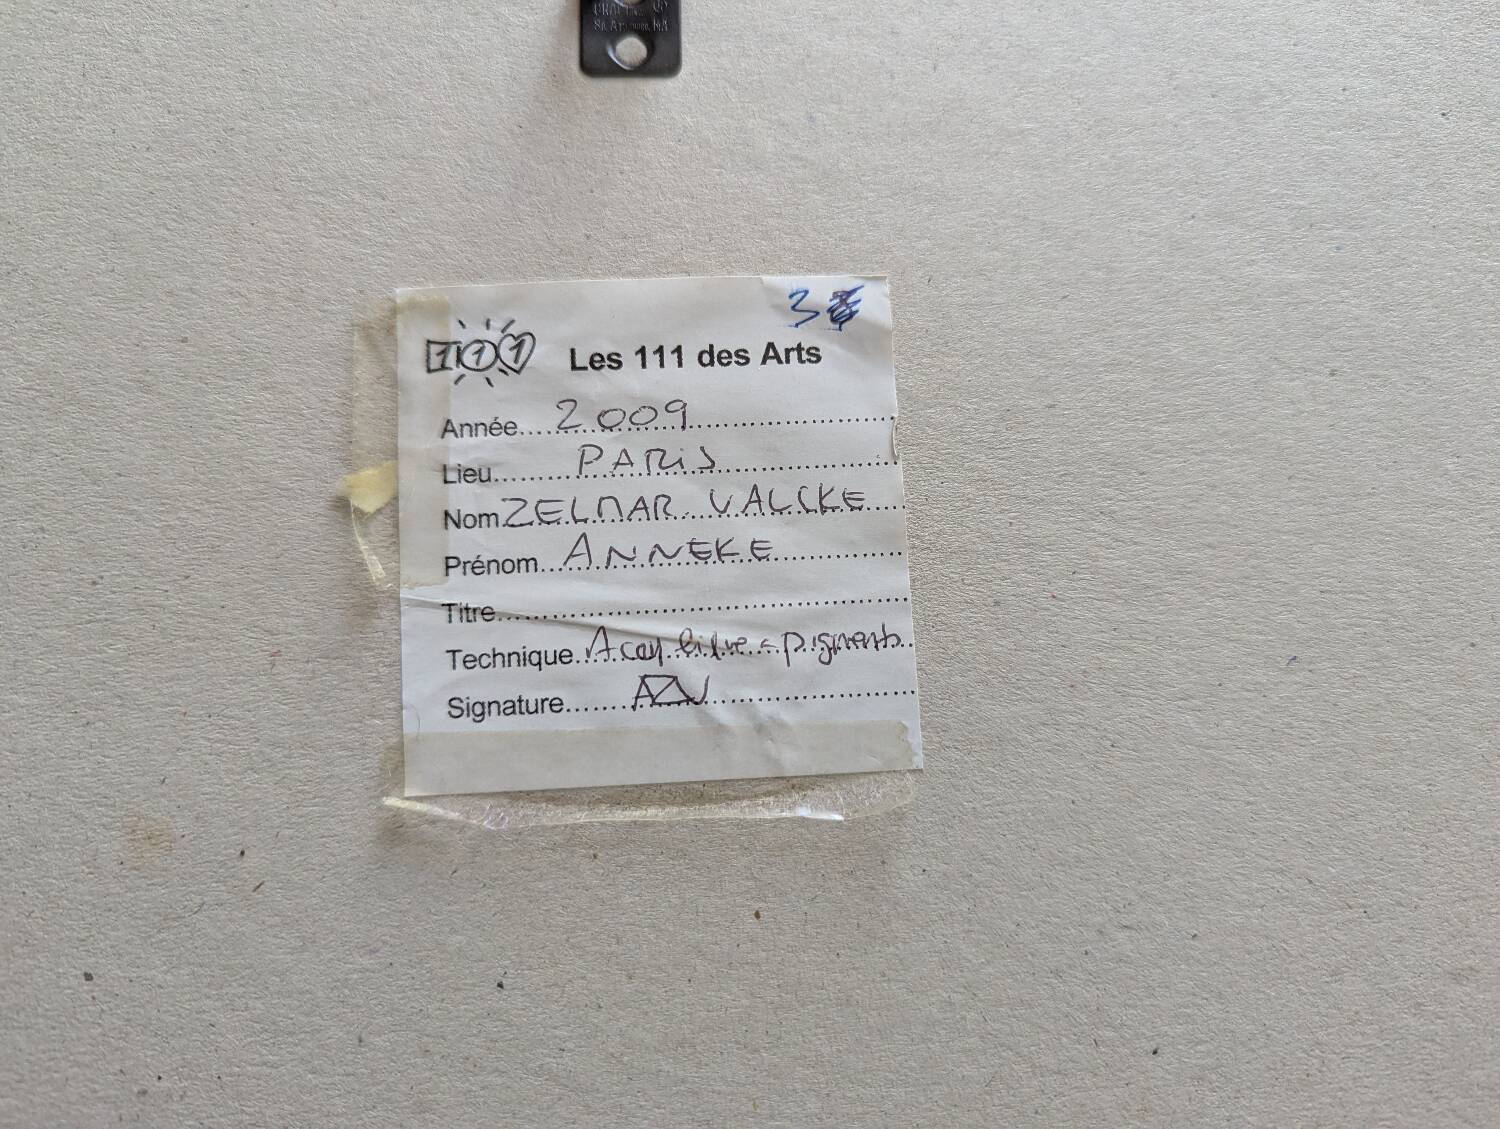 3
111 Les 111 des Arts
Année....2009....................
Lieu.......PARIS....................
Nom.ZELMAR VALCKE....
Prénom...ANNEKE..............
Titre........................................
Technique..Acry........pigments..
Signature......AZV....................